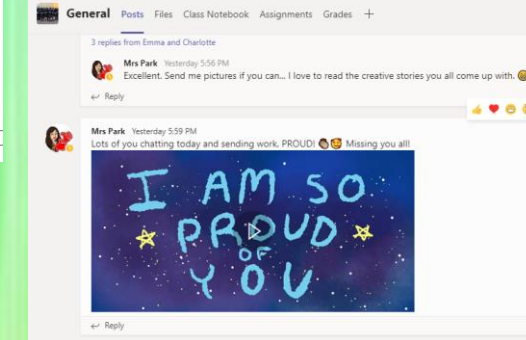 General Posts Files Class Notebook Assignments Grades +
3 replies from Emma and Charlotte
Mrs Park Yesterday 5:56 PM
Excellent. Send me pictures if you can... I love to read the creative stories you all come up with.
Reply
Mrs Park Yesterday 5:59 PM
Lots of you chatting today and sending work. PROUD! Missing you all!
I AM SO
PROUD
OF
YOU
Reply